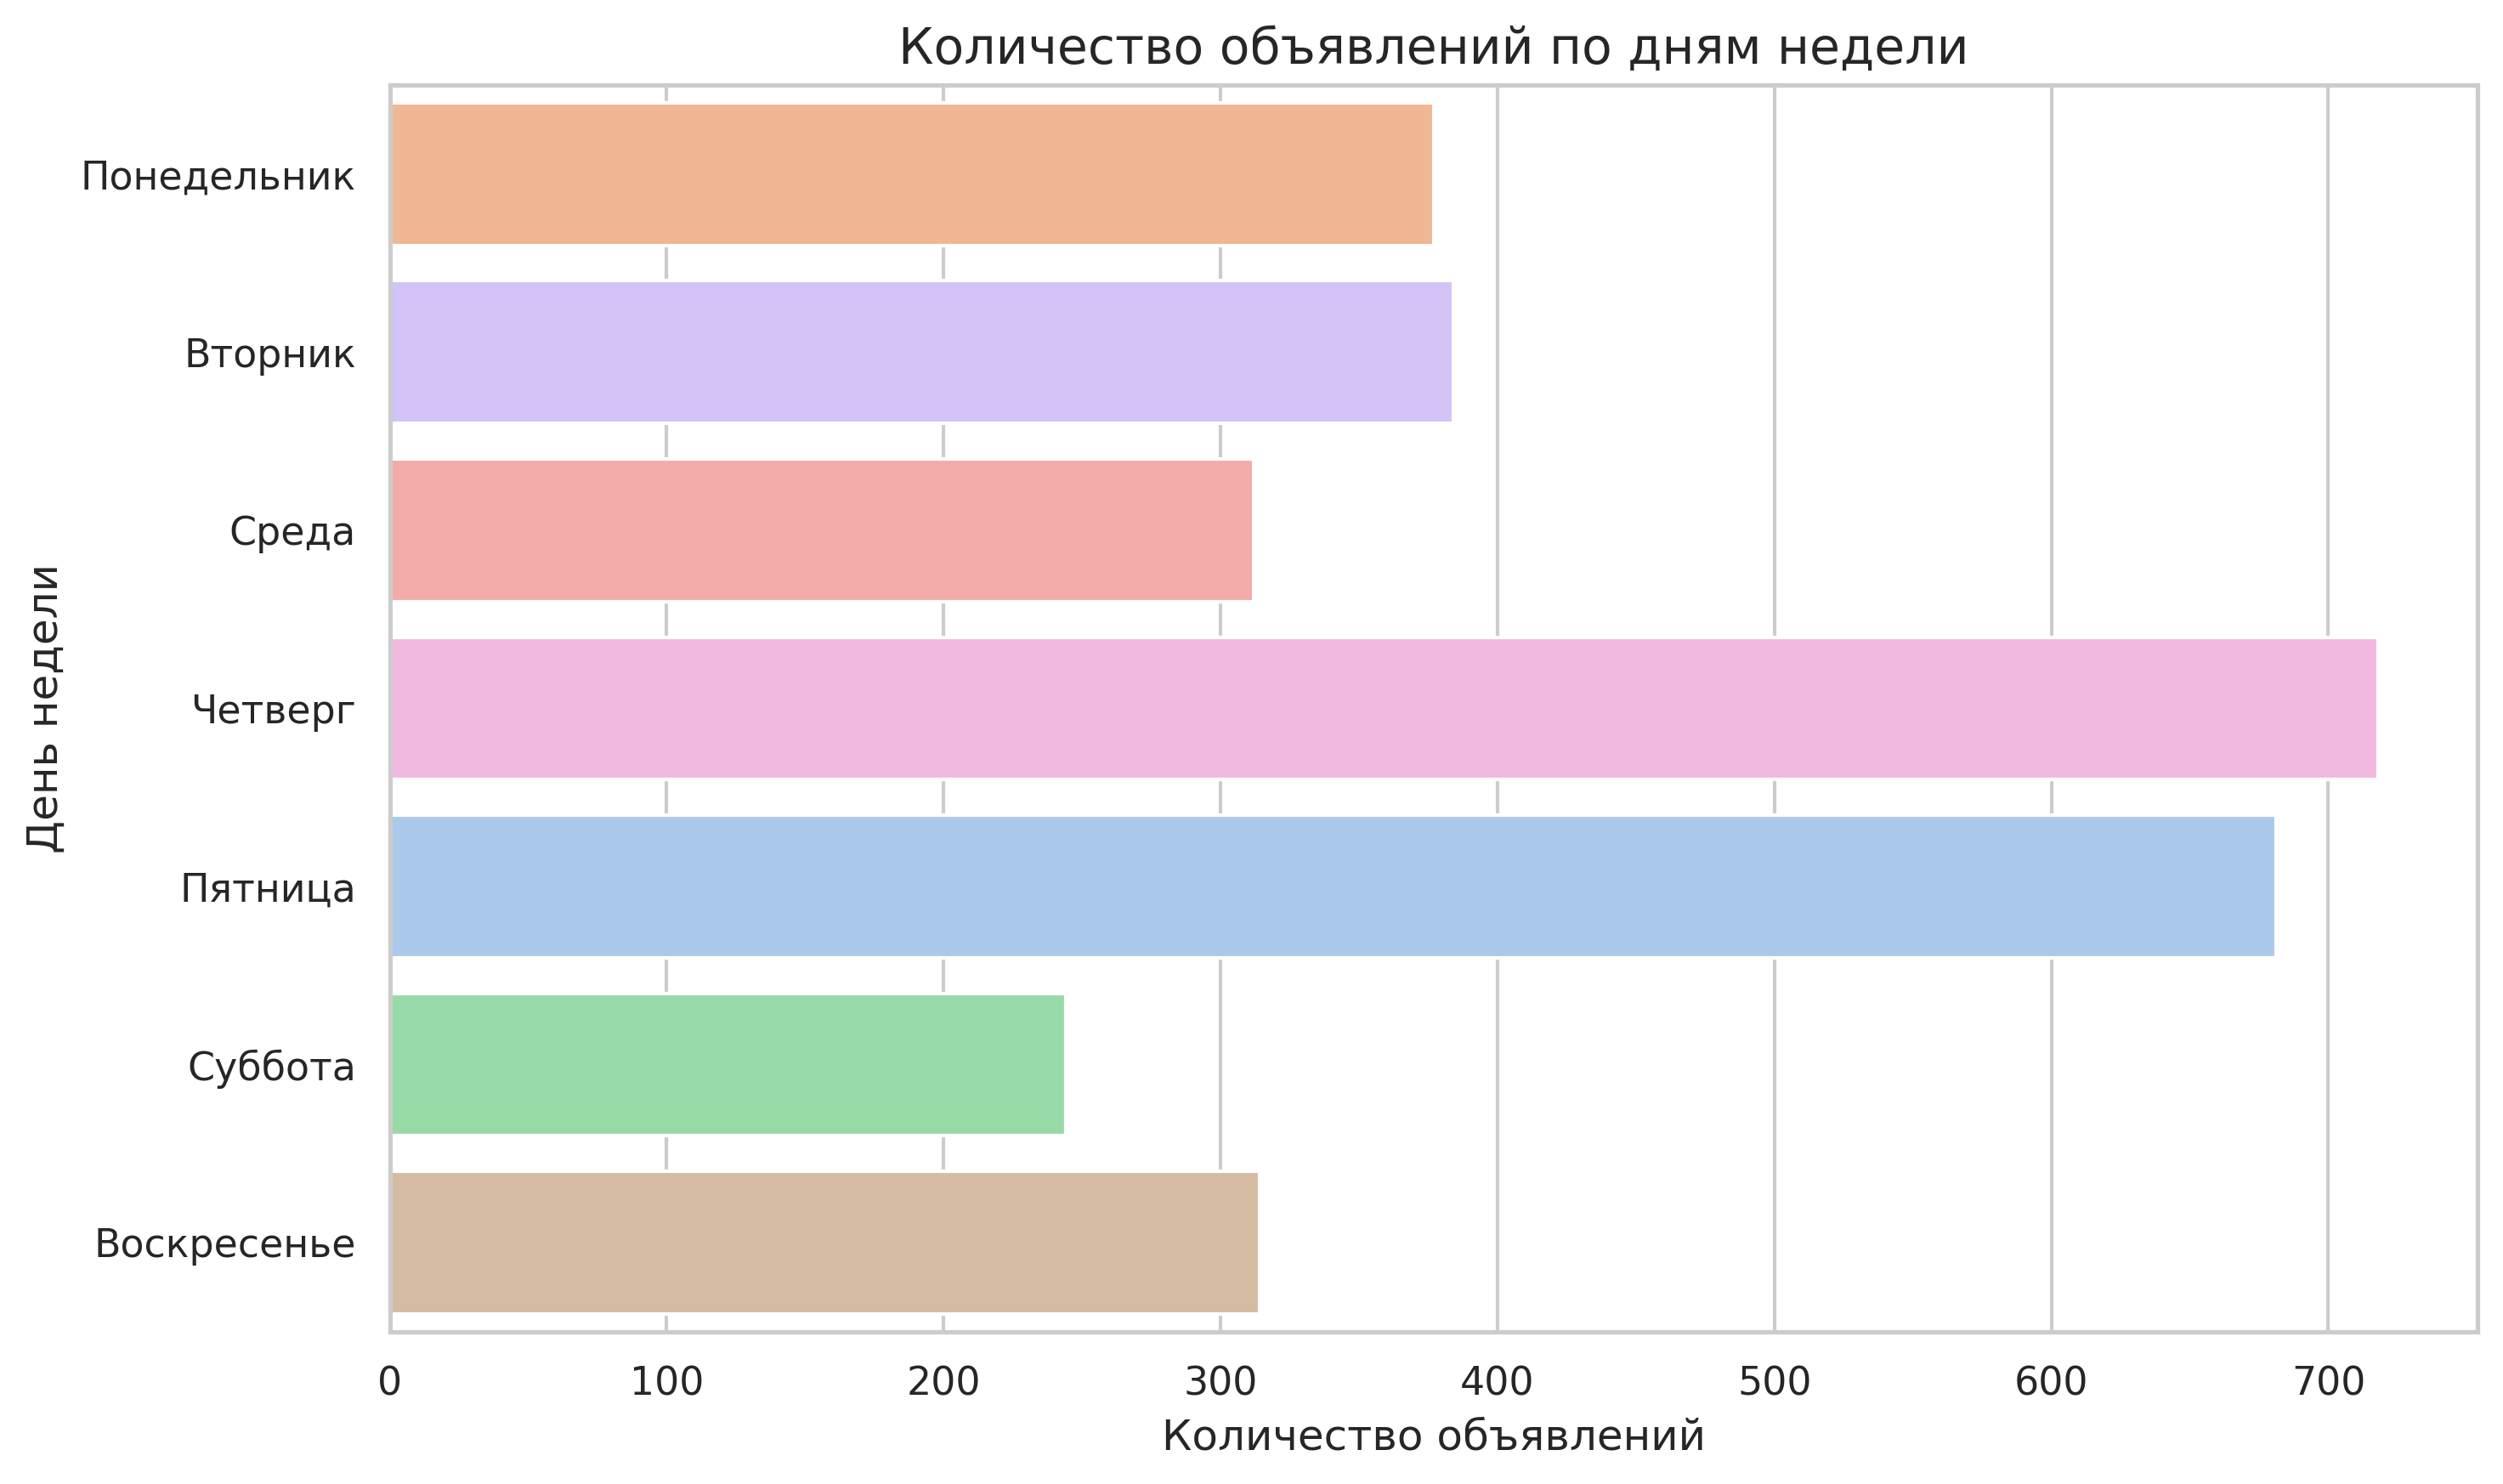 Количество объявлений по дням недели
Понедельник
Вторник
Среда
Четверг
Пятница
Суббота
Воскресенье
День недели
0 100 200 300 400 500 600 700
Количество объявлений